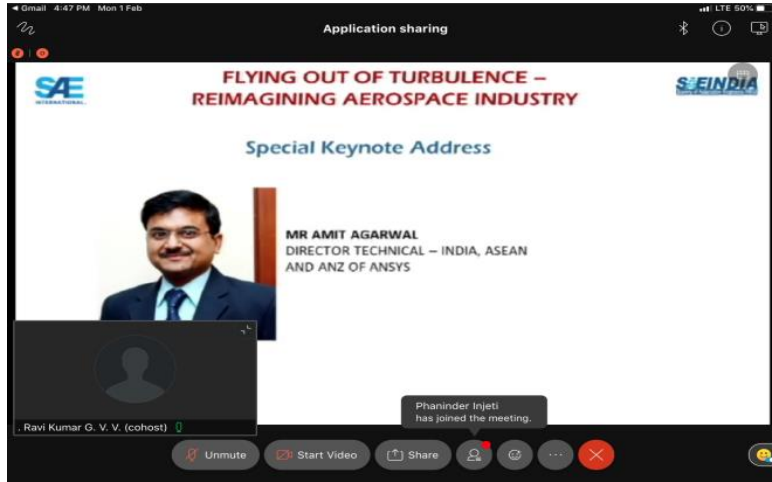 Gmail 4:47 PM Mon 1 Feb
LTE 50%
Application sharing
SAE
INTERNATIONAL
FLYING OUT OF TURBULENCE –
REIMAGINING AEROSPACE INDUSTRY
SAEINDIA
Special Keynote Address
MR AMIT AGARWAL
DIRECTOR TECHNICAL – INDIA, ASEAN
AND ANZ OF ANSYS
. Ravi Kumar G. V. V. (cohost)
Phaninder Injeti
has joined the meeting.
Unmute
Start Video
Share